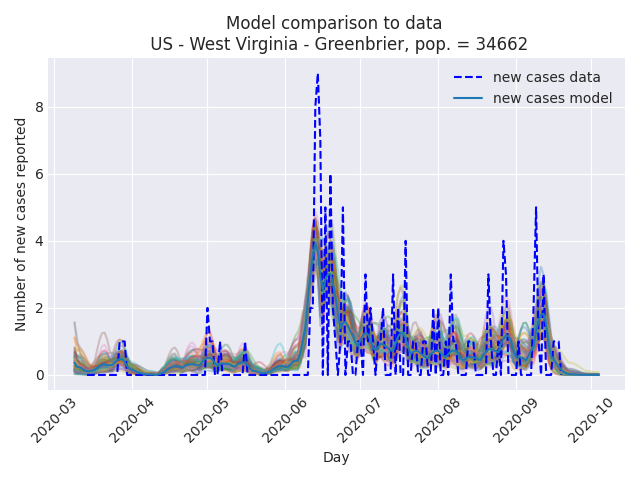 Model comparison to data
US - West Virginia - Greenbrier, pop. = 34662
new cases data
new cases model
Number of new cases reported
8
6
4
2
0
2020-03
2020-04
2020-05
2020-06
2020-07
2020-08
2020-09
2020-10
Day